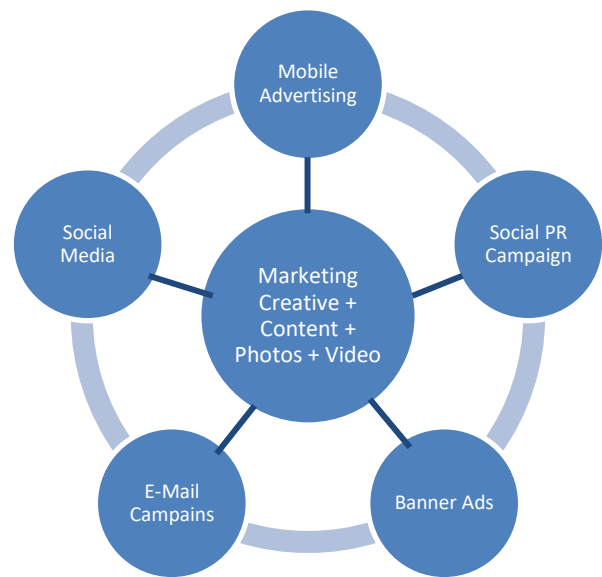 Mobile
Advertising
Social
Media
Social PR
Campaign
Marketing
Creative +
Content +
Photos + Video
E-Mail
Campains
Banner Ads